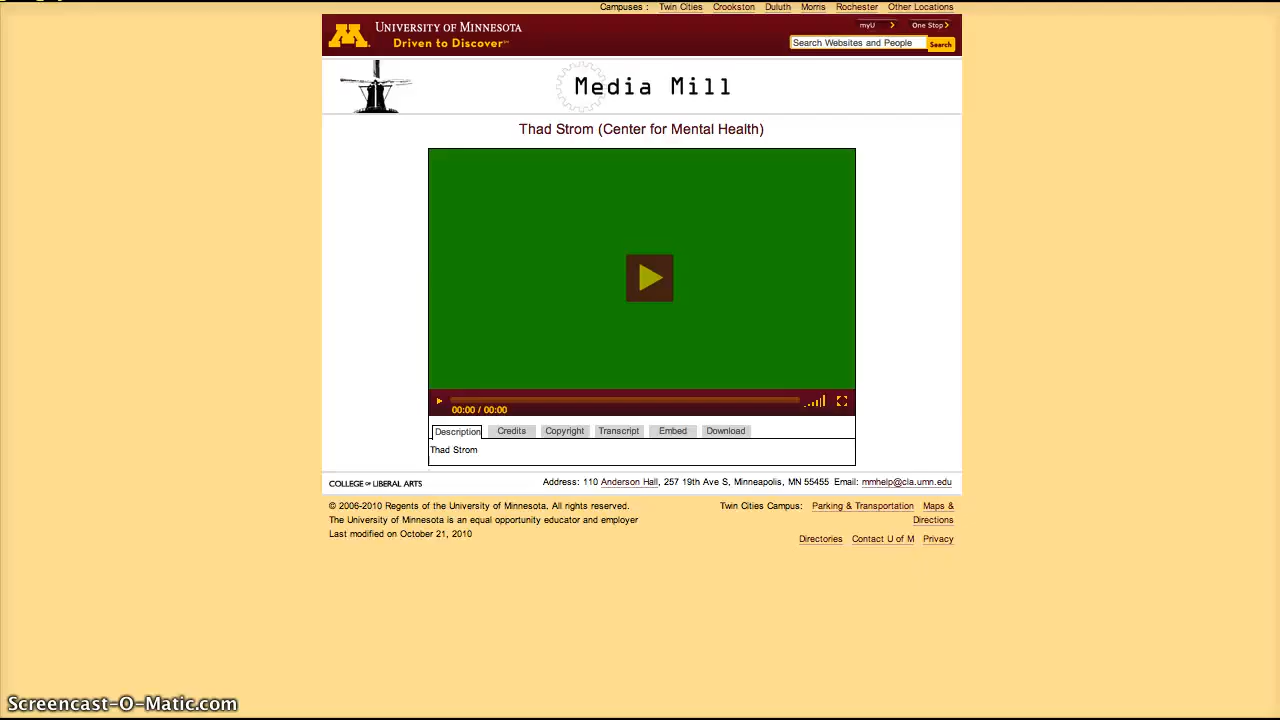 Campuses : Twin Cities Crookston Duluth Morris Rochester Other Locations
UNIVERSITY OF MINNESOTA
Driven to Discover™
myU One Stop
Search Websites and People Search
Media Mill
Thad Strom (Center for Mental Health)
00:00 / 00:00
Description Credits Copyright Transcript Embed Download
Thad Strom
COLLEGE OF LIBERAL ARTS
Address: 110 Anderson Hall, 257 19th Ave S, Minneapolis, MN 55455 Email: mmhelp@cla.umn.edu
© 2006-2010 Regents of the University of Minnesota. All rights reserved.
The University of Minnesota is an equal opportunity educator and employer
Last modified on October 21, 2010
Twin Cities Campus: Parking & Transportation Maps &
Directions
Directories Contact U of M Privacy
Screencast-O-Matic.com